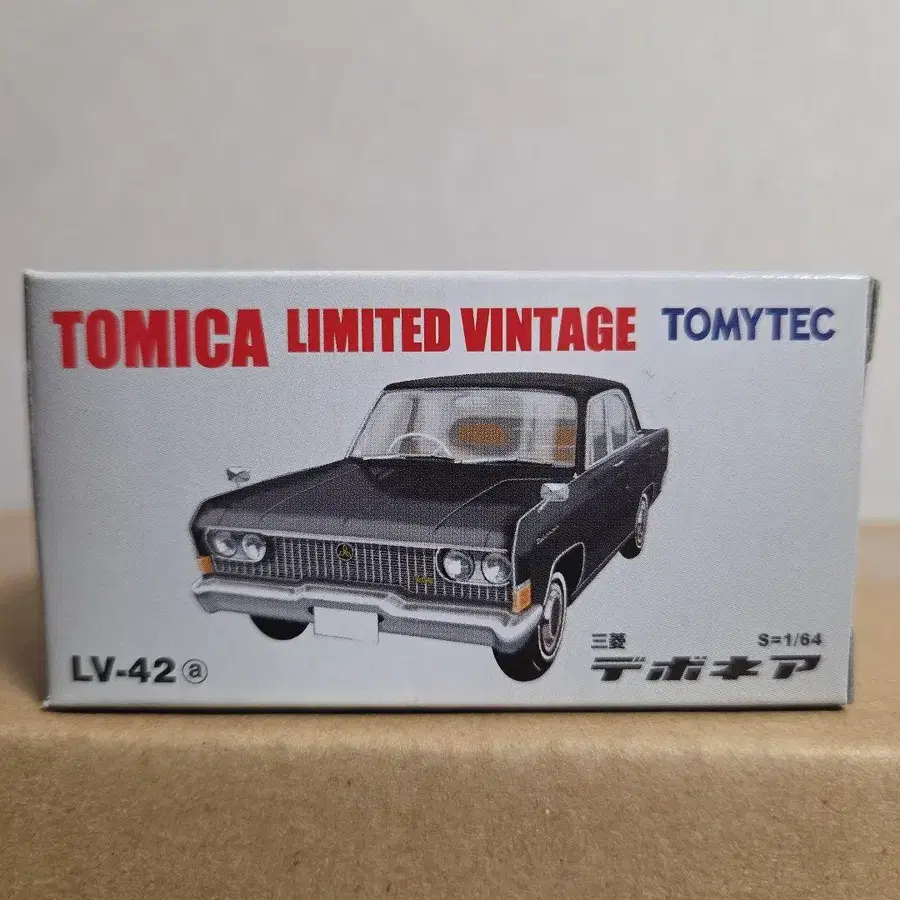 TOMICA LIMITED VINTAGE TOMYTEC
三菱 S=1/64
LV-42 ⓐ デボネア